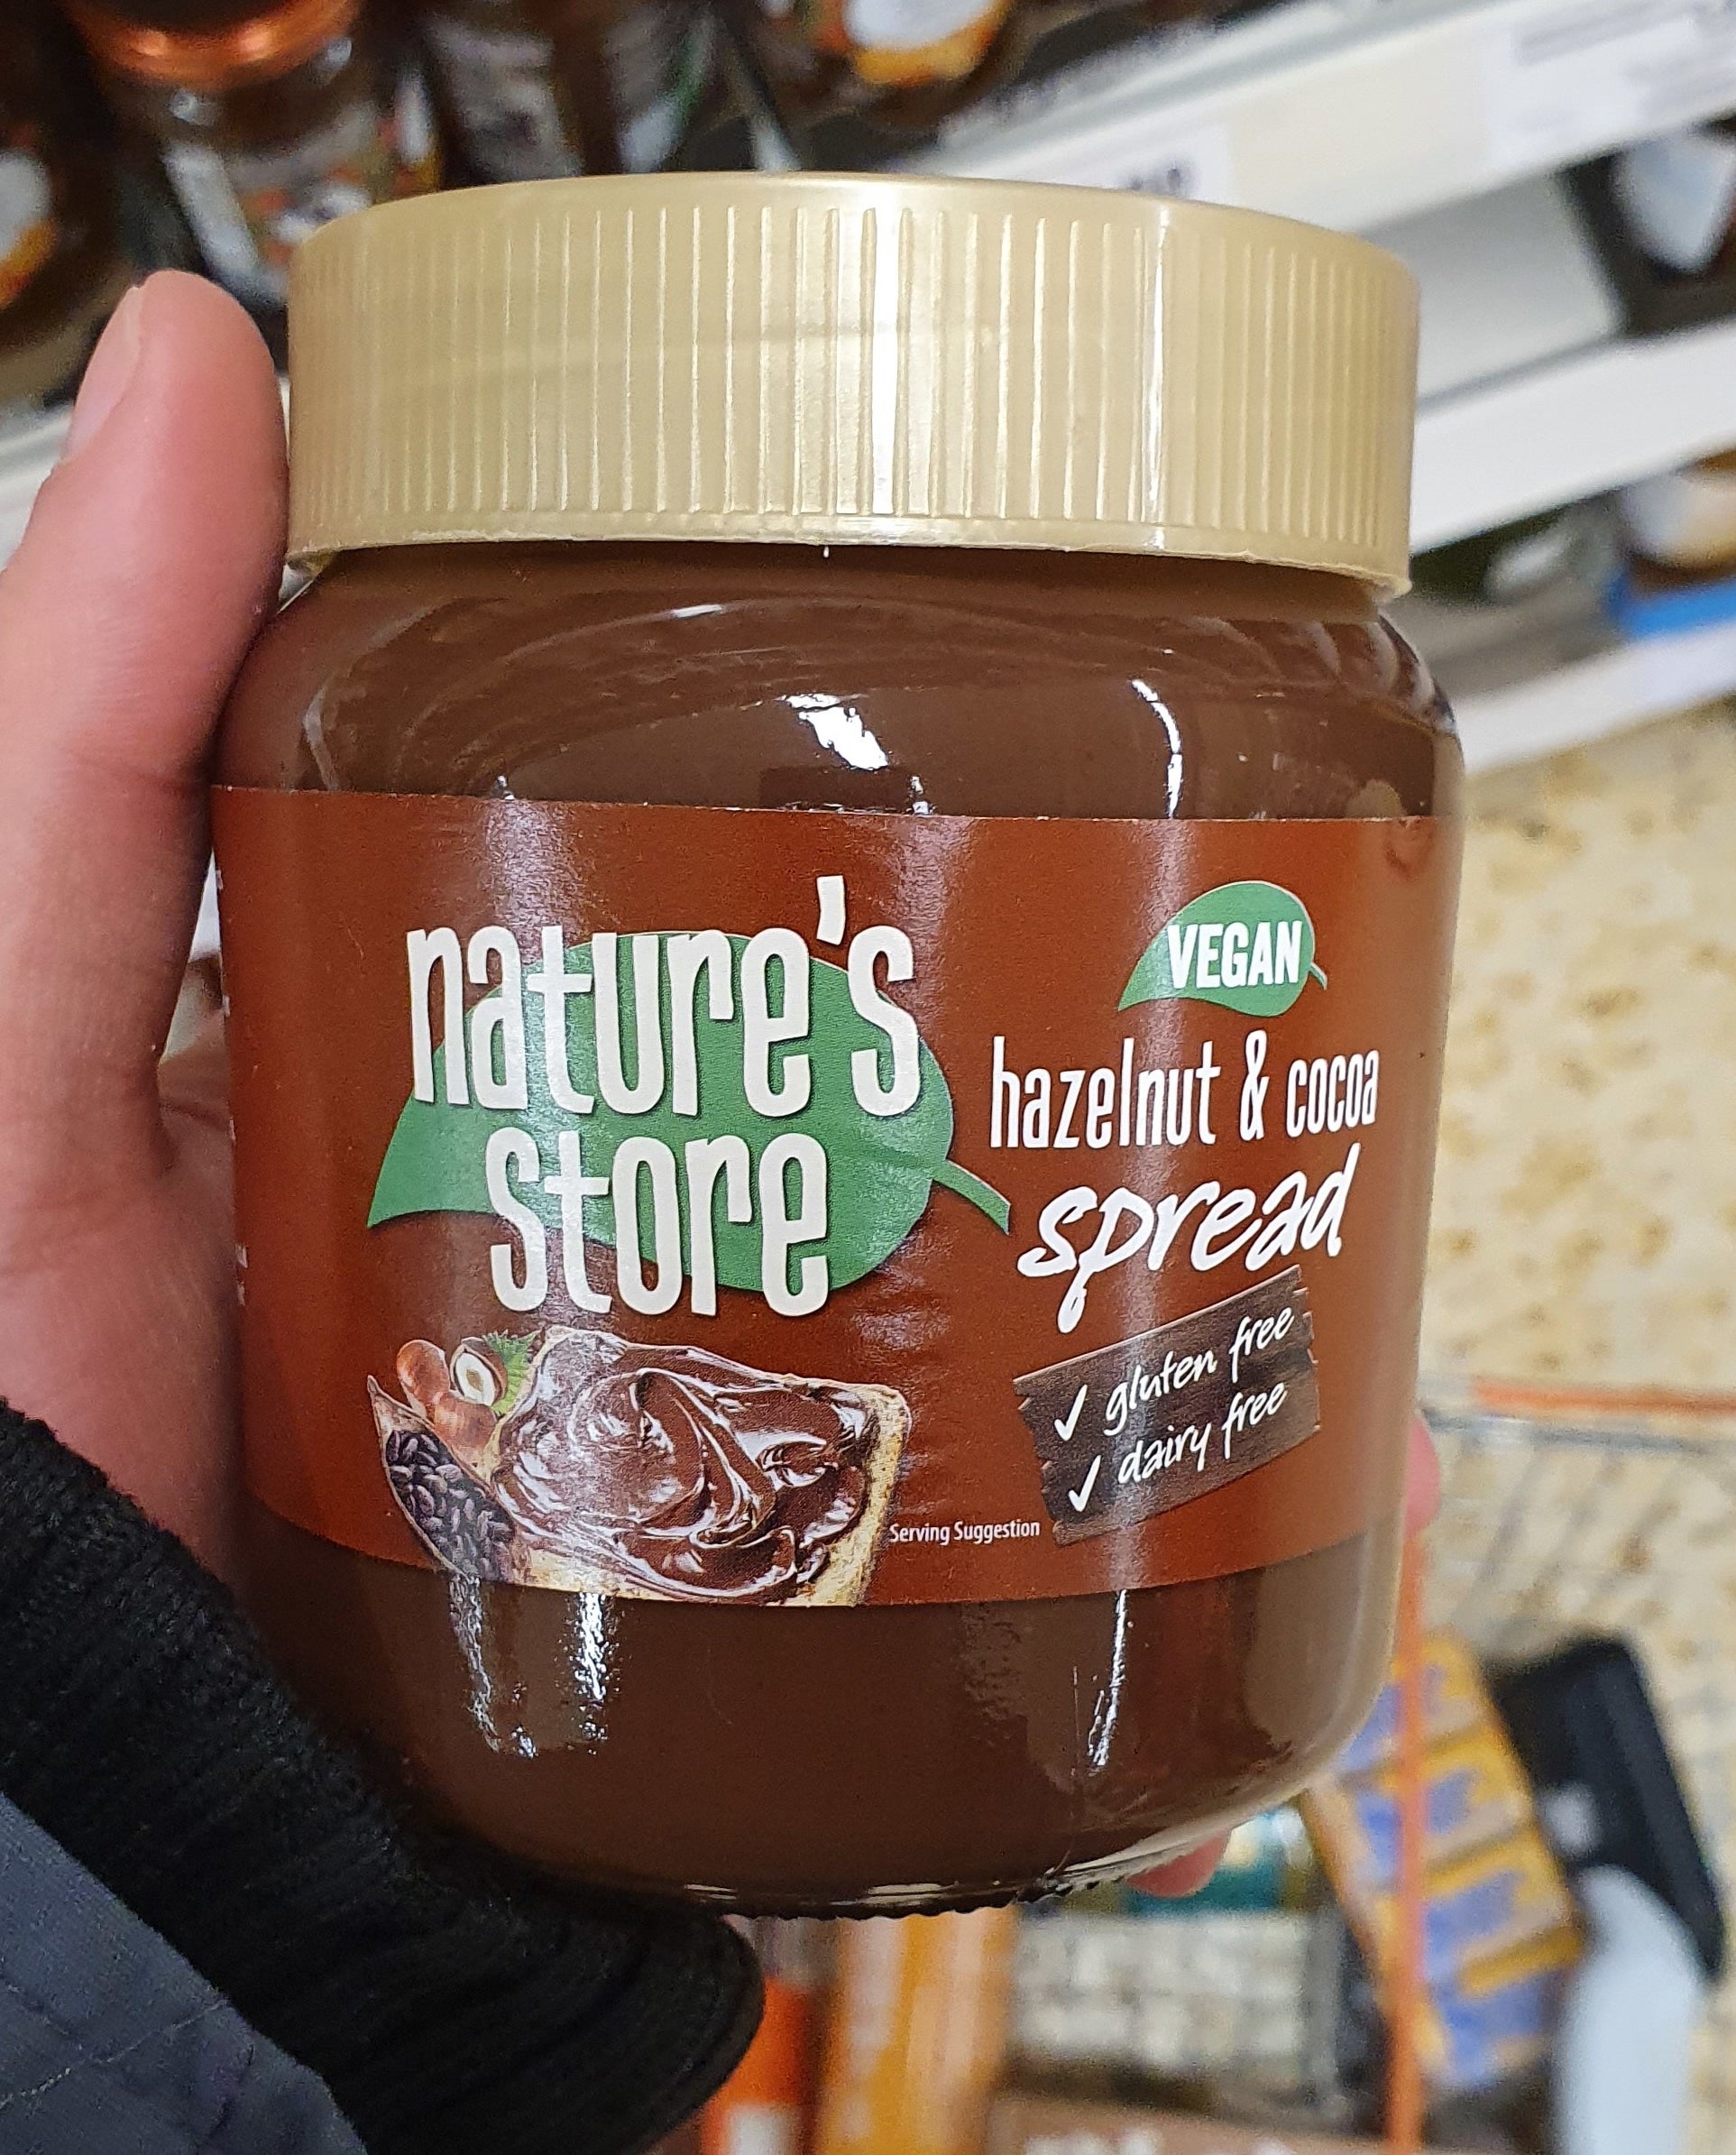 nature's
store
VEGAN
hazelnut & cocoa
spread
✓ gluten free
✓ dairy free
Serving Suggestion